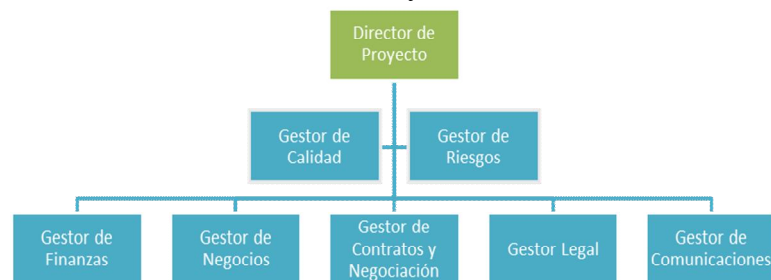 Director de
Proyecto
Gestor de
Calidad
Gestor de
Riesgos
Gestor de
Finanzas
Gestor de
Negocios
Gestor de
Contratos y
Negociación
Gestor Legal
Gestor de
Comunicaciones